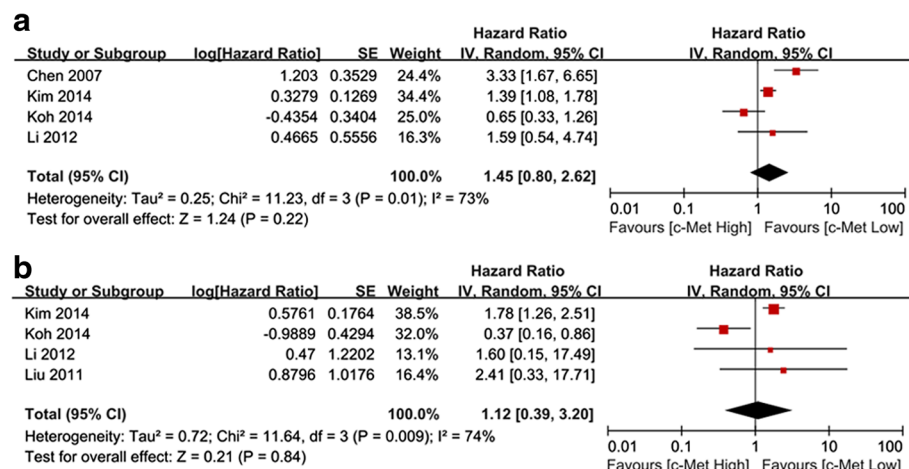 a
Hazard Ratio Hazard Ratio
Study or Subgroup log[Hazard Ratio] SE Weight IV, Random, 95% CI IV, Random, 95% CI
Chen 2007 1.203 0.3529 24.4% 3.33 [1.67, 6.65]
Kim 2014 0.3279 0.1269 34.4% 1.39 [1.08, 1.78]
Koh 2014 -0.4354 0.3404 25.0% 0.65 [0.33, 1.26]
Li 2012 0.4665 0.5556 16.3% 1.59 [0.54, 4.74]
Total (95% CI) 100.0% 1.45 [0.80, 2.62]
Heterogeneity: Tau² = 0.25; Chi² = 11.23, df = 3 (P = 0.01); I² = 73%
Test for overall effect: Z = 1.24 (P = 0.22)
0.01 0.1 1 10 100
Favours [c-Met High] Favours [c-Met Low]
b
Hazard Ratio Hazard Ratio
Study or Subgroup log[Hazard Ratio] SE Weight IV, Random, 95% CI IV, Random, 95% CI
Kim 2014 0.5761 0.1764 38.5% 1.78 [1.26, 2.51]
Koh 2014 -0.9889 0.4294 32.0% 0.37 [0.16, 0.86]
Li 2012 0.47 1.2202 13.1% 1.60 [0.15, 17.49]
Liu 2011 0.8796 1.0176 16.4% 2.41 [0.33, 17.71]
Total (95% CI) 100.0% 1.12 [0.39, 3.20]
Heterogeneity: Tau² = 0.72; Chi² = 11.64, df = 3 (P = 0.009); I² = 74%
Test for overall effect: Z = 0.21 (P = 0.84)
0.01 0.1 1 10 100
Favours [c-Met High] Favours [c-Met Low]